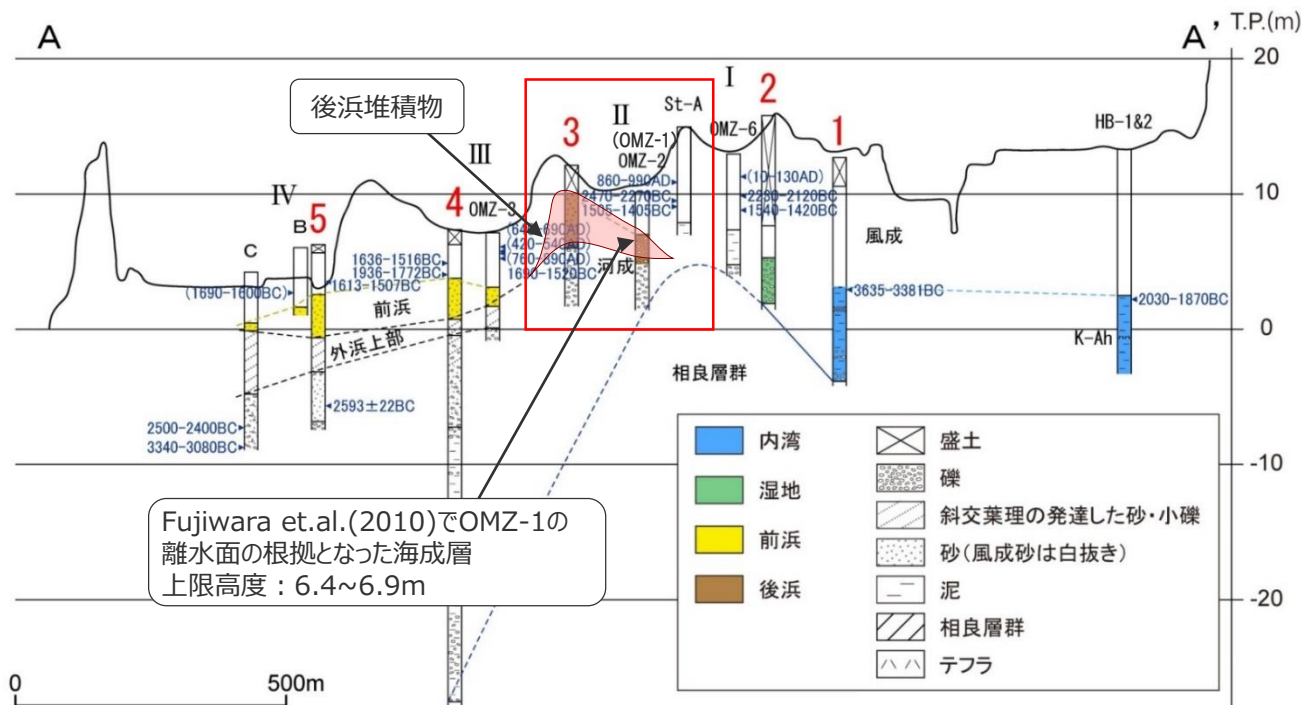 A
A'
T.P.(m)
20
10
0
-10
-20
後浜堆積物
I
II
(OMZ-1)
OMZ-2
St-A
OMZ-6
2
1
HB-1&2
3
III
4
OMZ-3
IV
B
5
C
860-990AD
2470-2270BC
1505-1405BC
(10-130AD)
2230-2120BC
1540-1420BC
風成
1636-1516BC
1936-1772BC
1613-1507BC
(1690-1600BC)
1690-1520BC
河成
前浜
外浜上部
3635-3381BC
2030-1870BC
K-Ah
相良層群
2593±22BC
2500-2400BC
3340-3080BC
Fujiwara et.al.(2010)でOMZ-1の
離水面の根拠となった海成層
上限高度:6.4~6.9m
内湾
湿地
前浜
後浜
盛土
礫
斜交葉理の発達した砂・小礫
砂(風成砂は白抜き)
泥
相良層群
テフラ
0
500m